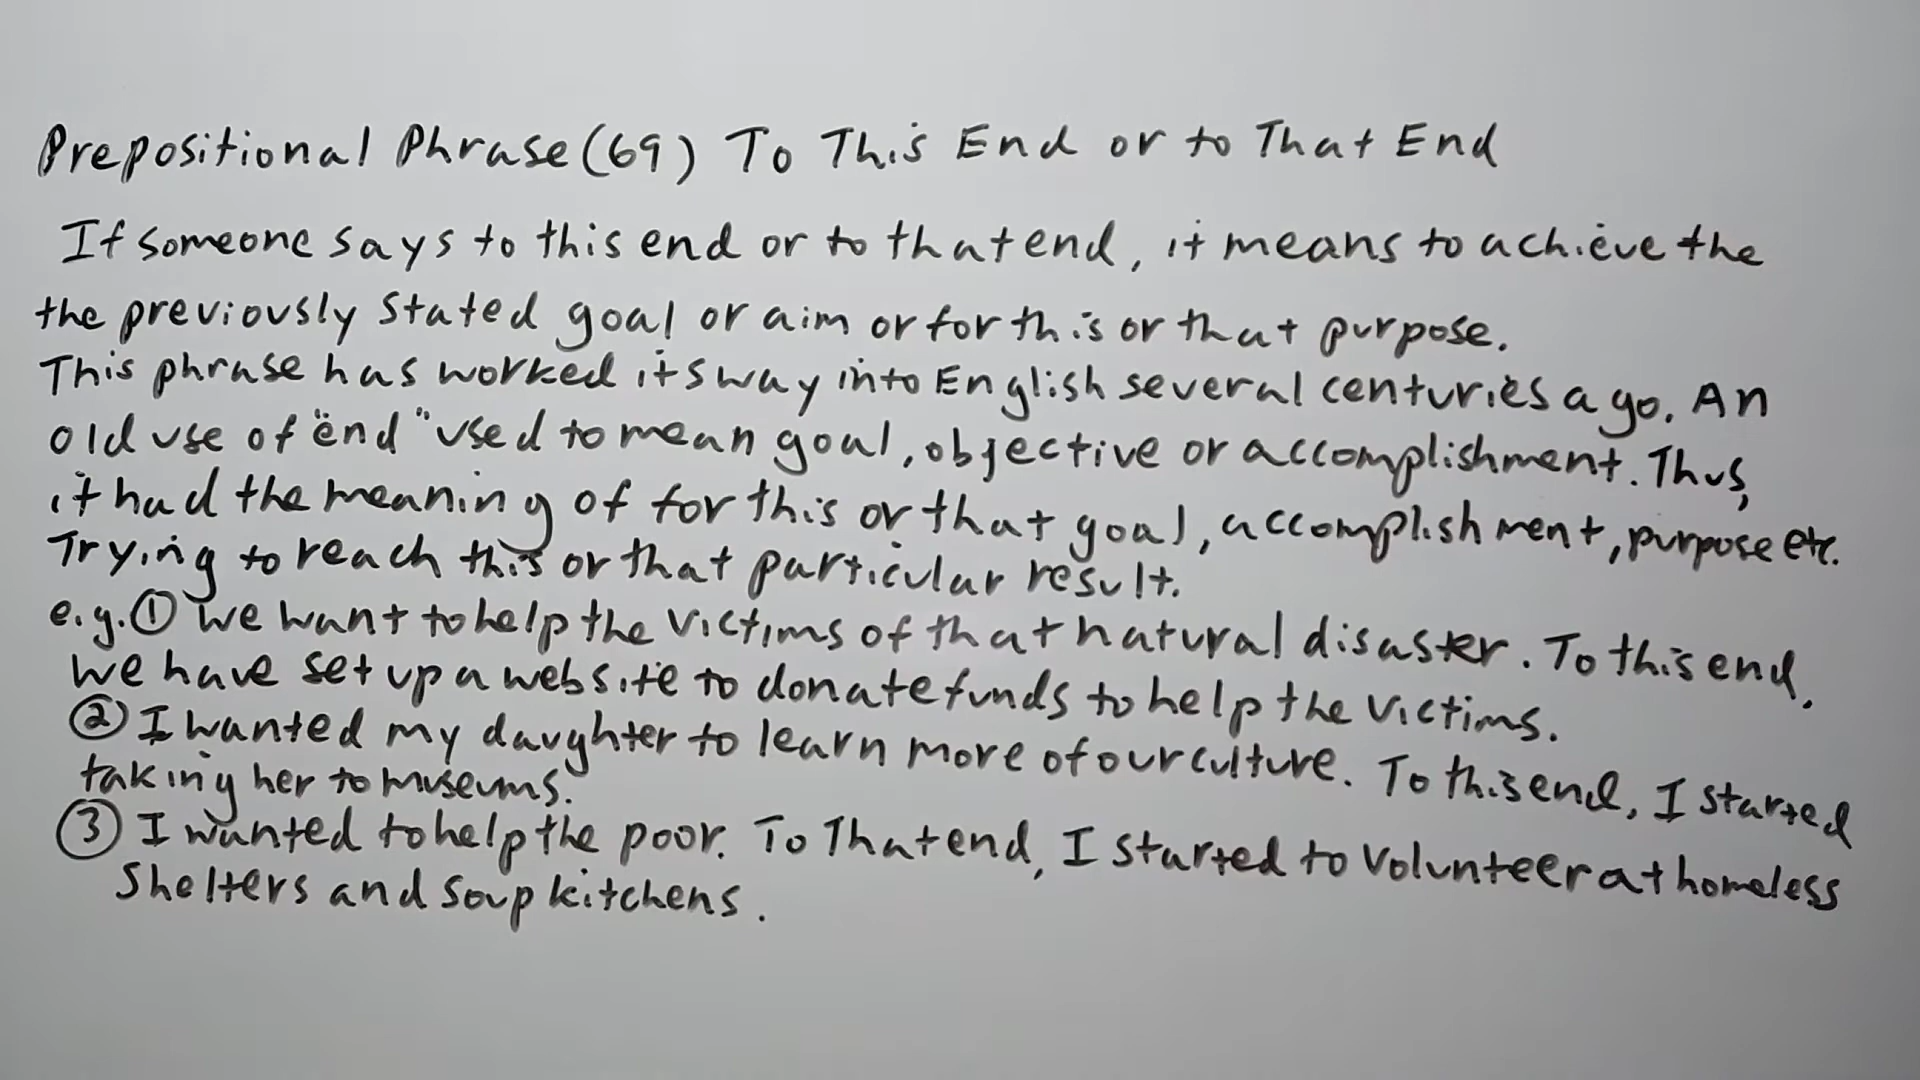 Prepositional Phrase (69) To This End or to That End
If someone says to this end or to that end, it means to achieve the
the previously stated goal or aim or for this or that purpose.
This phrase has worked its way into English several centuries ago. An
old use of "end" used to mean goal, objective or accomplishment. Thus,
it had the meaning of for this or that goal, accomplishment, purpose etc.
Trying to reach this or that particular result.
e.g. ① We want to help the victims of that natural disaster. To this end,
we have set up a website to donate funds to help the victims.
② I wanted my daughter to learn more of our culture. To this end, I started
taking her to museums.
③ I wanted to help the poor. To That end, I started to volunteer at homeless
shelters and soup kitchens.